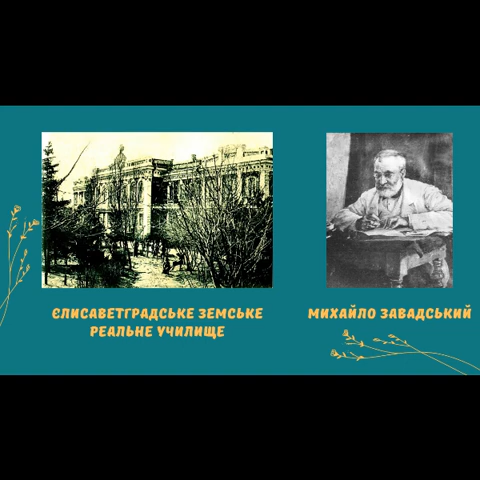 ЄЛИСАВЕТГРАДСЬКЕ ЗЕМСЬКЕ
РЕАЛЬНЕ УЧИЛИЩЕ
МИХАЙЛО ЗАВАДСЬКИЙ